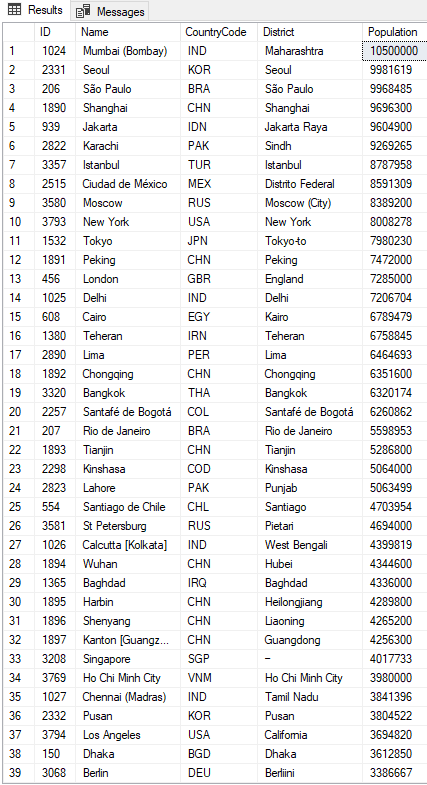 Results Messages
ID Name CountryCode District Population
1 1024 Mumbai (Bombay) IND Maharashtra 10500000
2 2331 Seoul KOR Seoul 9981619
3 206 São Paulo BRA São Paulo 9968485
4 1890 Shanghai CHN Shanghai 9696300
5 939 Jakarta IDN Jakarta Raya 9604900
6 2822 Karachi PAK Sindh 9269265
7 3357 Istanbul TUR Istanbul 8787958
8 2515 Ciudad de México MEX Distrito Federal 8591309
9 3580 Moscow RUS Moscow (City) 8389200
10 3793 New York USA New York 8008278
11 1532 Tokyo JPN Tokyo-to 7980230
12 1891 Peking CHN Peking 7472000
13 456 London GBR England 7285000
14 1025 Delhi IND Delhi 7206704
15 608 Cairo EGY Kairo 6789479
16 1380 Teheran IRN Teheran 6758845
17 2890 Lima PER Lima 6464693
18 1892 Chongqing CHN Chongqing 6351600
19 3320 Bangkok THA Bangkok 6320174
20 2257 Santafé de Bogotá COL Santafé de Bogotá 6260862
21 207 Rio de Janeiro BRA Rio de Janeiro 5598953
22 1893 Tianjin CHN Tianjin 5286800
23 2298 Kinshasa COD Kinshasa 5064000
24 2823 Lahore PAK Punjab 5063499
25 554 Santiago de Chile CHL Santiago 4703954
26 3581 St Petersburg RUS Pietari 4694000
27 1026 Calcutta [Kolkata] IND West Bengali 4399819
28 1894 Wuhan CHN Hubei 4344600
29 1365 Baghdad IRQ Baghdad 4336000
30 1895 Harbin CHN Heilongjiang 4289800
31 1896 Shenyang CHN Liaoning 4265200
32 1897 Kanton [Guangz... CHN Guangdong 4256300
33 3208 Singapore SGP – 4017733
34 3769 Ho Chi Minh City VNM Ho Chi Minh City 3980000
35 1027 Chennai (Madras) IND Tamil Nadu 3841396
36 2332 Pusan KOR Pusan 3804522
37 3794 Los Angeles USA California 3694820
38 150 Dhaka BGD Dhaka 3612850
39 3068 Berlin DEU Berliini 3386667